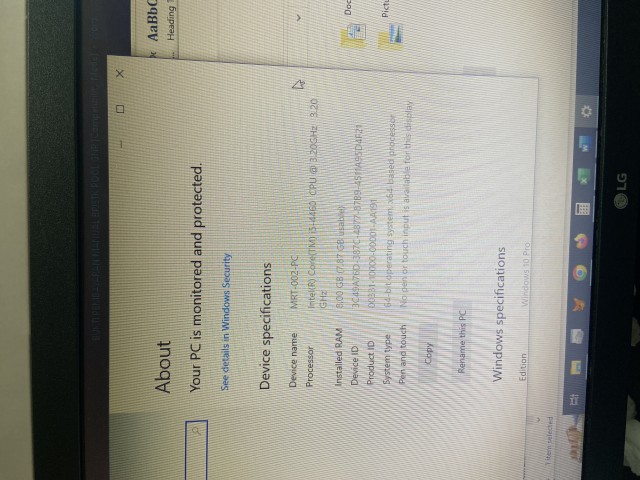 AaBbC
Heading 1
About
Your PC is monitored and protected.
See details in Windows Security
Device specifications
Device name MRT-002-PC
Processor Intel(R) Core(TM) i5-4460 CPU @ 3.20GHz 3.20
GHz
Installed RAM 8.00 GB (7.87 GB usable)
Device ID
Product ID
System type 64-bit operating system, x64-based processor
Pen and touch No pen or touch input is available for this display
Copy
Rename this PC
Windows specifications
Edition Windows 10 Pro
1 item selected
LG